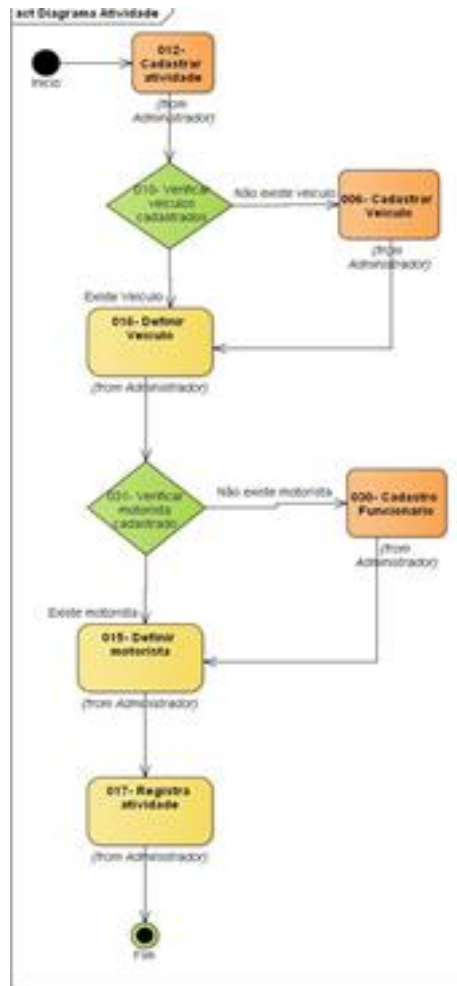 act Diagrama Atividade
012-
Cadastrar
atividade
Inicio
(from
Administrador)
Verificar
veiculos
cadastrados
Não existe veiculo
006- Cadastrar
Veiculo
(from
Administrador)
Existe Veiculo
016- Definir
Veiculo
(from Administrador)
Verificar
motorista
cadastrado
Não existe motorista
Cadastro
Funcionario
(from
Administrador)
Existe motorista
015- Definir
motorista
(from Administrador)
017- Registra
atividade
(from Administrador)
Fim